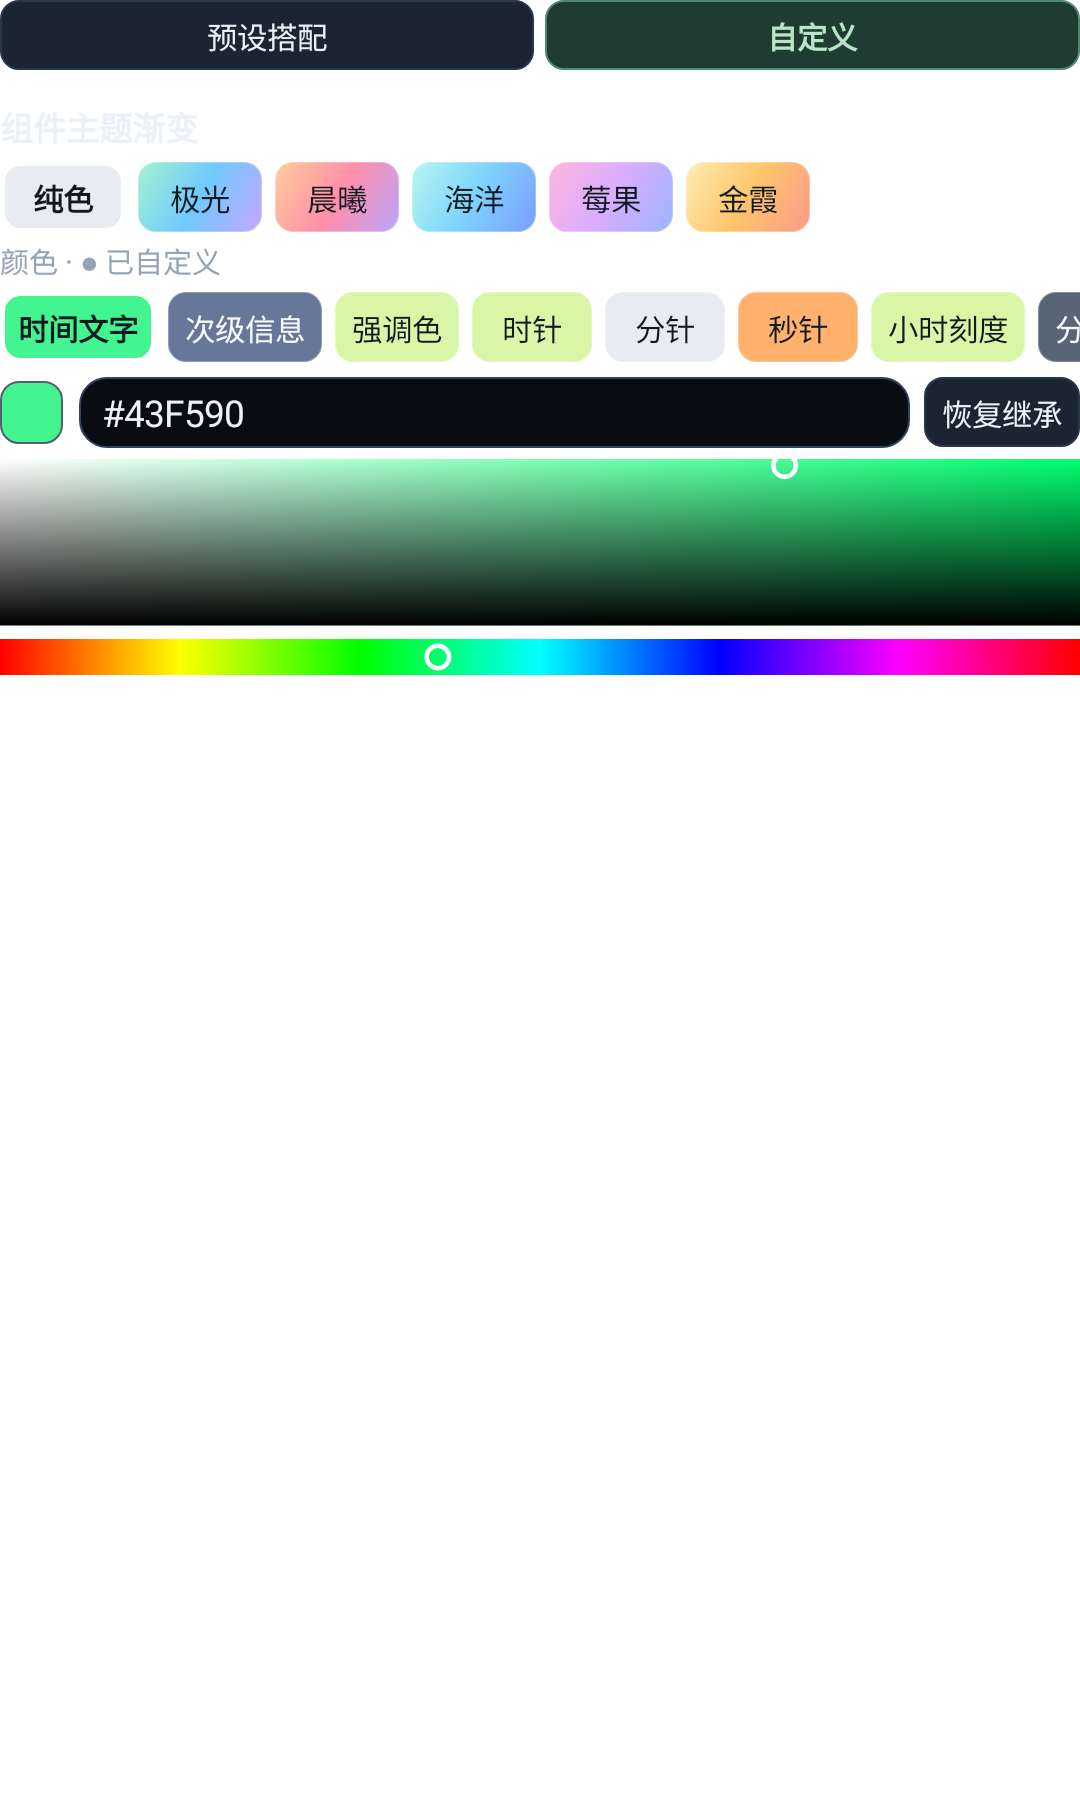 预设搭配 自定义
组件主题渐变
纯色 极光 晨曦 海洋 莓果 金霞
颜色 · ● 已自定义
时间文字 次级信息 强调色 时针 分针 秒针 小时刻度 分
#43F590 恢复继承